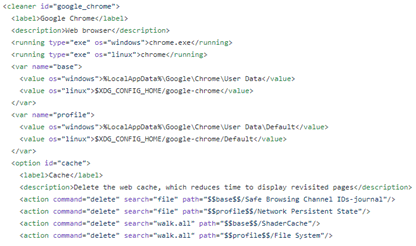 <cleaner id="google_chrome">
<label>Google Chrome</label>
<description>Web browser</description>
<running type="exe" os="windows">chrome.exe</running>
<running type="exe" os="linux">chrome</running>
<var name="base">
<value os="windows">%LocalAppData%\Google\Chrome\User Data</value>
<value os="linux">$XDG_CONFIG_HOME/google-chrome</value>
</var>
<var name="profile">
<value os="windows">%LocalAppData%\Google\Chrome\User Data\Default</value>
<value os="linux">$XDG_CONFIG_HOME/google-chrome/Default</value>
</var>
<option id="cache">
<label>Cache</label>
<description>Delete the web cache, which reduces time to display revisited pages</description>
<action command="delete" search="file" path="$$base$$/Safe Browsing Channel IDs-journal"/>
<action command="delete" search="file" path="$$profile$$/Network Persistent State"/>
<action command="delete" search="walk.all" path="$$base$$/ShaderCache"/>
<action command="delete" search="walk.all" path="$$profile$$/File System"/>